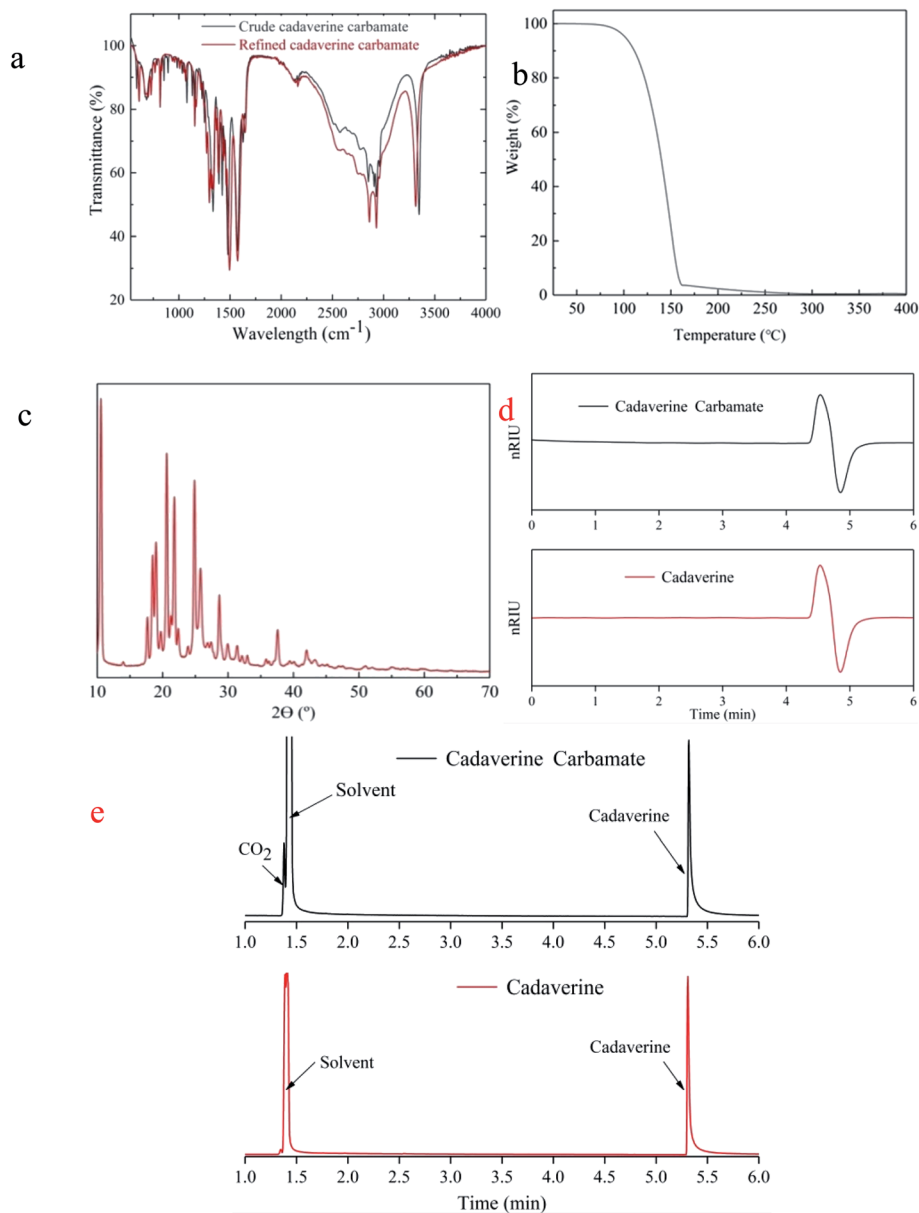 a
Crude cadaverine carbamate
Refined cadaverine carbamate
100
80
60
40
20
Transmittance (%)
1000 1500 2000 2500 3000 3500 4000
Wavelength (cm-1)
b
100
80
60
40
20
0
Weight (%)
50 100 150 200 250 300 350 400
Temperature (℃)
c
10 20 30 40 50 60 70
2Θ (°)
d
Cadaverine Carbamate
nRIU
0 1 2 3 4 5 6
Cadaverine
nRIU
0 1 2 3 4 5 6
Time (min)
e
Cadaverine Carbamate
Solvent
Cadaverine
CO2
1.0 1.5 2.0 2.5 3.0 3.5 4.0 4.5 5.0 5.5 6.0
Cadaverine
Solvent
Cadaverine
1.0 1.5 2.0 2.5 3.0 3.5 4.0 4.5 5.0 5.5 6.0
Time (min)